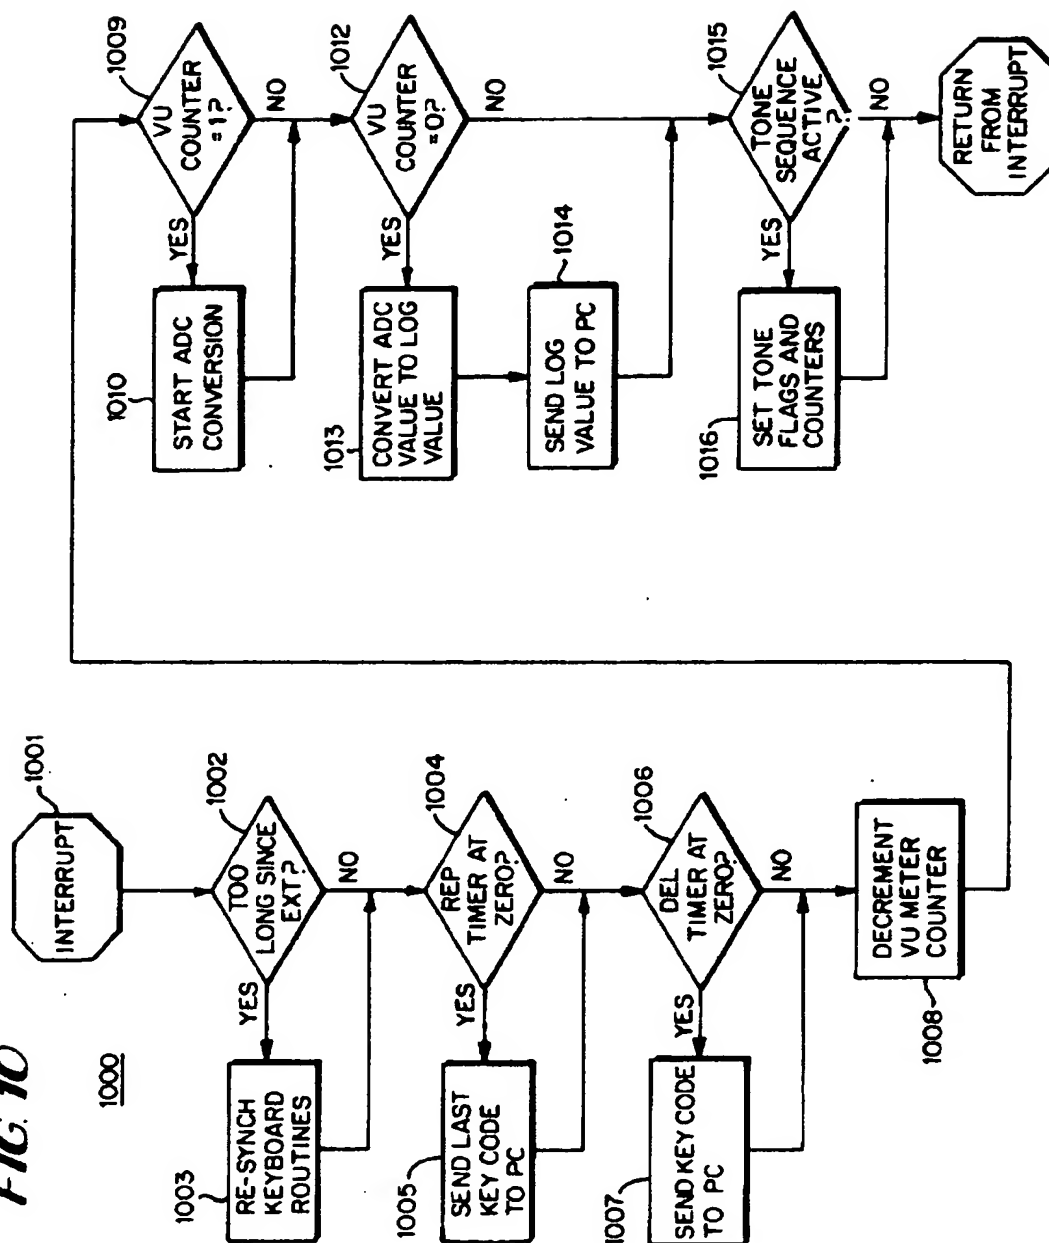 FIG. 10
1000
INTERRUPT
1001
TOO
LONG SINCE
EXT?
1002
YES
NO
RE-SYNCH
KEYBOARD
ROUTINES
1003
REP
TIMER AT
ZERO?
1004
YES
NO
SEND LAST
KEY CODE
TO PC
1005
DEL
TIMER AT
ZERO?
1006
YES
NO
SEND KEY CODE
TO PC
1007
DECREMENT
VU METER
COUNTER
1008
VU
COUNTER
=1?
1009
YES
NO
START ADC
CONVERSION
1010
VU
COUNTER
=0?
1012
YES
NO
CONVERT ADC
VALUE TO LOG
VALUE
1013
SEND LOG
VALUE TO PC
1014
TONE
SEQUENCE
ACTIVE
?
1015
YES
NO
SET TONE
FLAGS AND
COUNTERS
1016
RETURN
FROM
INTERRUPT